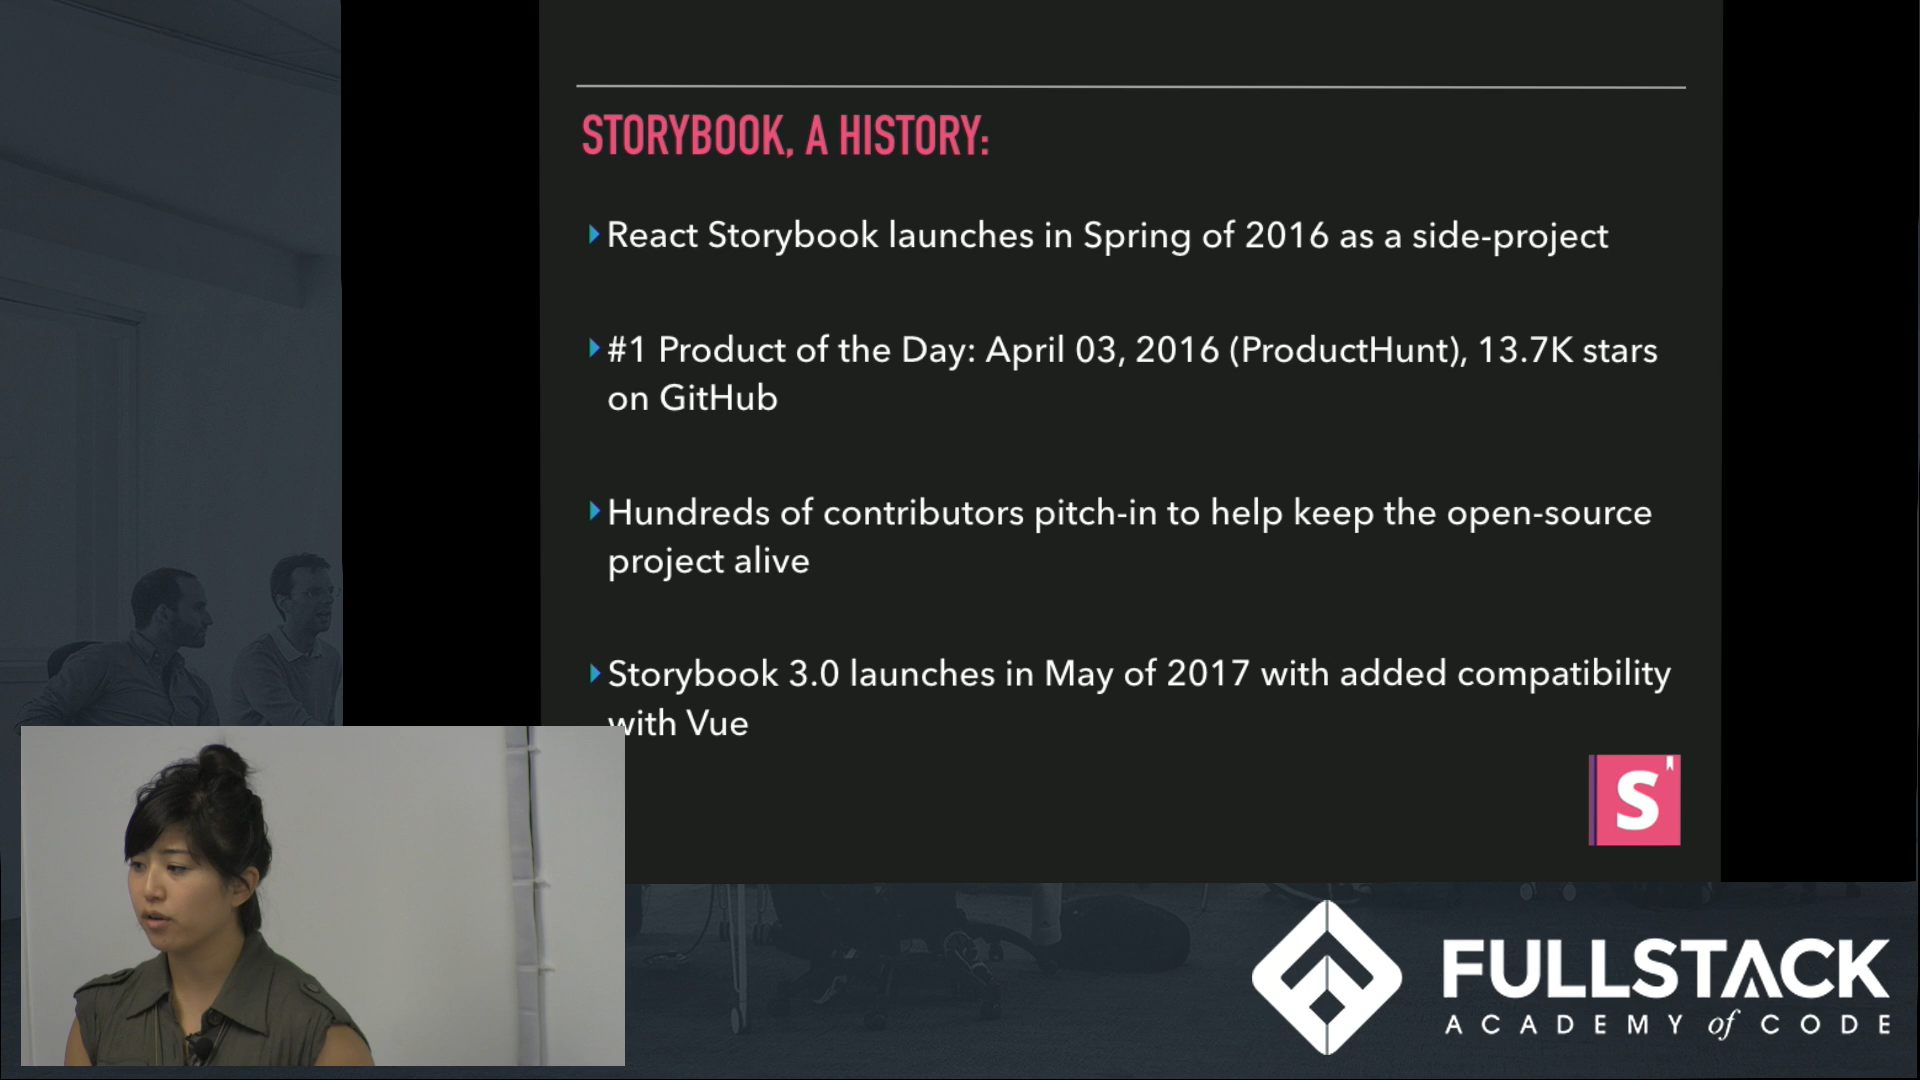 STORYBOOK, A HISTORY:
React Storybook launches in Spring of 2016 as a side-project
#1 Product of the Day: April 03, 2016 (ProductHunt), 13.7K stars
on GitHub
Hundreds of contributors pitch-in to help keep the open-source
project alive
Storybook 3.0 launches in May of 2017 with added compatibility
with Vue
S
FULLSTACK
ACADEMY of CODE